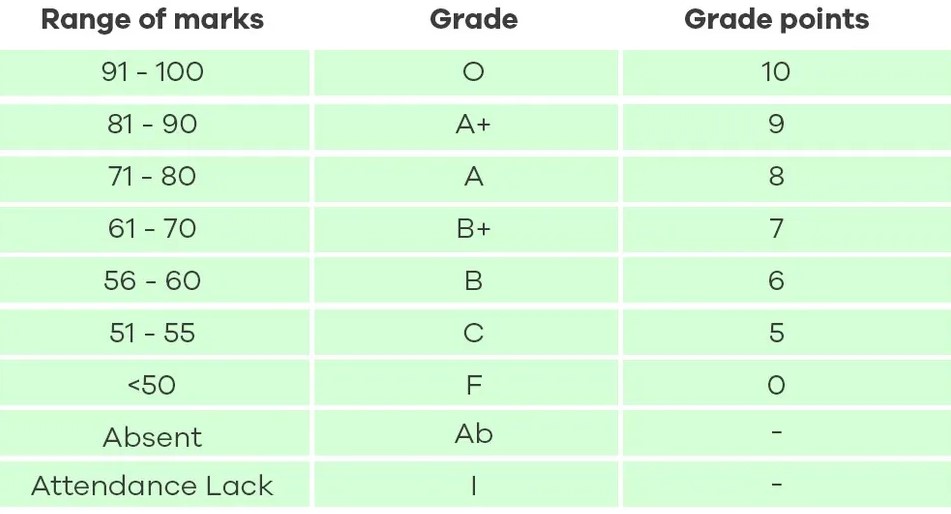 Range of marks Grade Grade points
91 - 100 O 10
81 - 90 A+ 9
71 - 80 A 8
61 - 70 B+ 7
56 - 60 B 6
51 - 55 C 5
<50 F 0
Absent Ab -
Attendance Lack I -